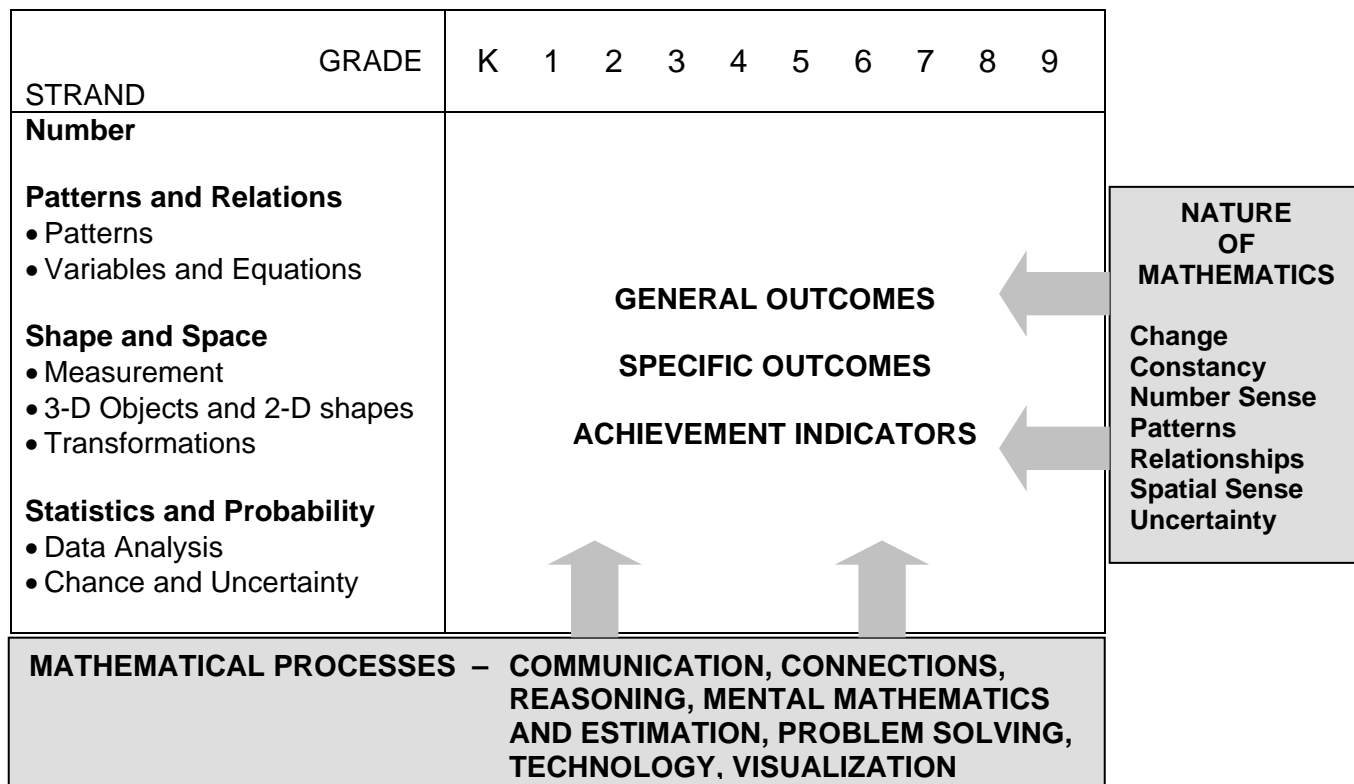 GRADE K 1 2 3 4 5 6 7 8 9
STRAND
Number
Patterns and Relations
• Patterns
• Variables and Equations
Shape and Space
• Measurement
• 3-D Objects and 2-D shapes
• Transformations
Statistics and Probability
• Data Analysis
• Chance and Uncertainty
GENERAL OUTCOMES
SPECIFIC OUTCOMES
ACHIEVEMENT INDICATORS
NATURE
OF
MATHEMATICS
Change
Constancy
Number Sense
Patterns
Relationships
Spatial Sense
Uncertainty
MATHEMATICAL PROCESSES – COMMUNICATION, CONNECTIONS,
REASONING, MENTAL MATHEMATICS
AND ESTIMATION, PROBLEM SOLVING,
TECHNOLOGY, VISUALIZATION